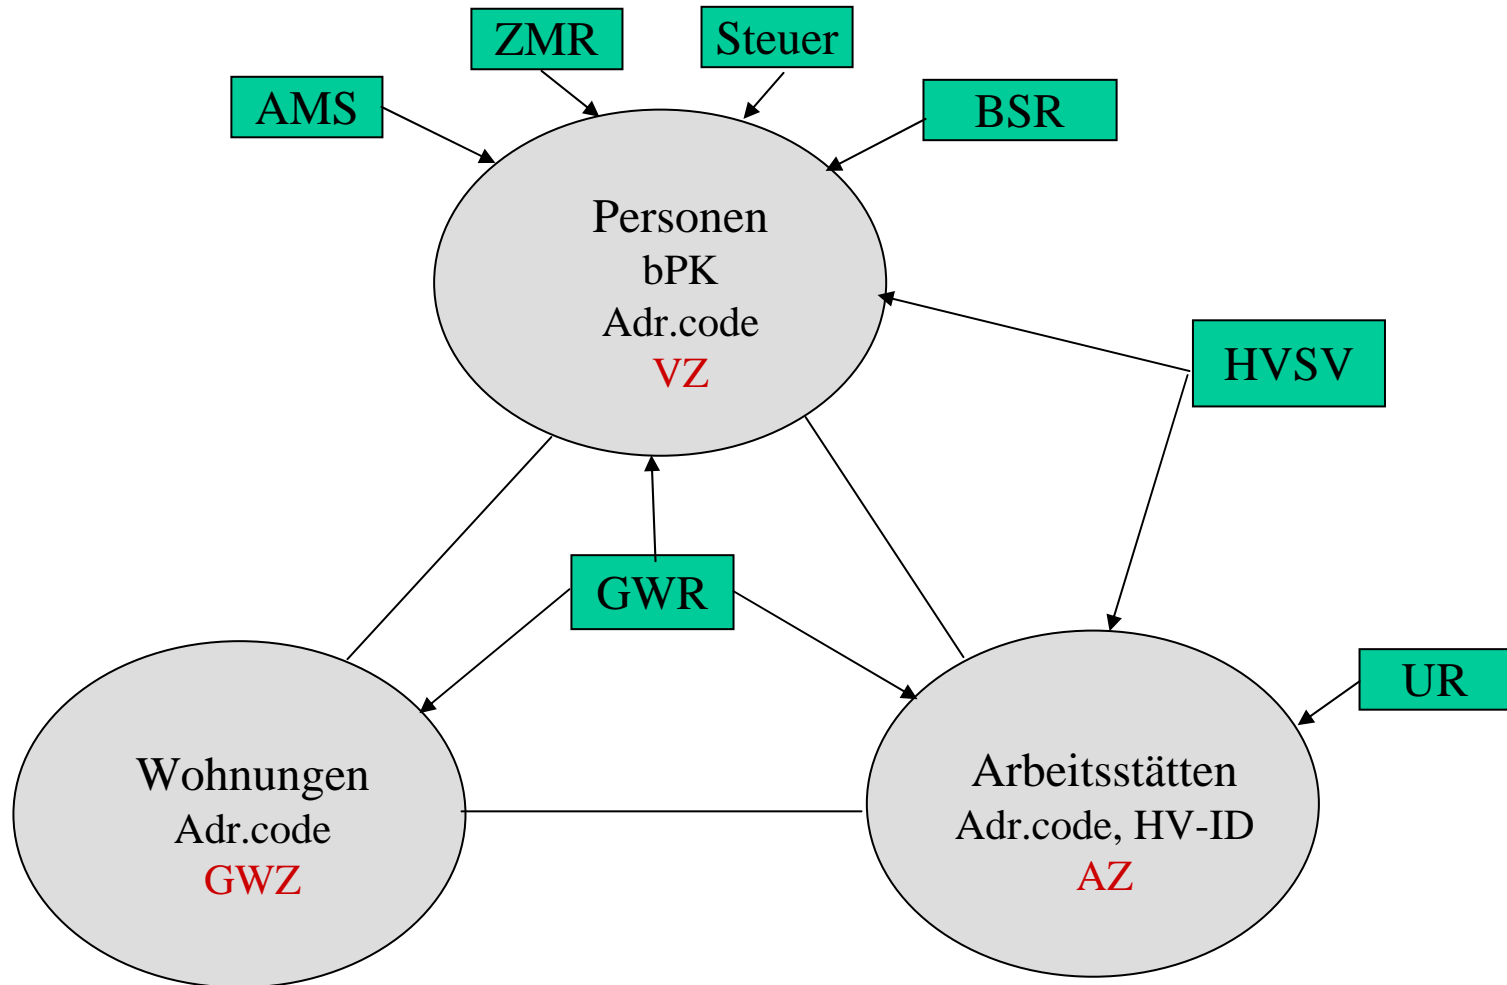 ZMR
Steuer
AMS
BSR
Personen
bPK
Adr.code
VZ
HVSV
GWR
UR
Wohnungen
Adr.code
GWZ
Arbeitsstätten
Adr.code, HV-ID
AZ